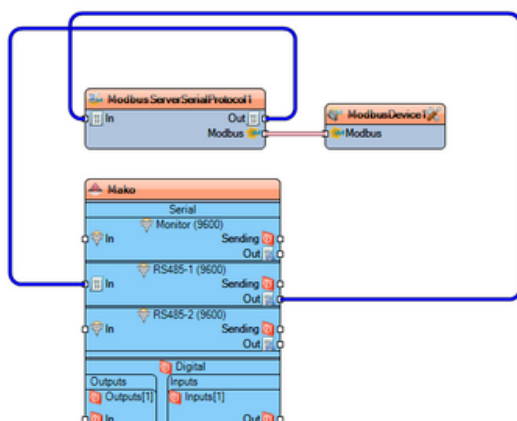 ModbusServerSerialProtocol1
In Out
Modbus
ModbusDevice1
Modbus
Mako
Serial
Monitor (9600)
In Sending
Out
RS485-1 (9600)
In Sending
Out
RS485-2 (9600)
In Sending
Out
Digital
Outputs Inputs
Outputs[1] Inputs[1]
In Out